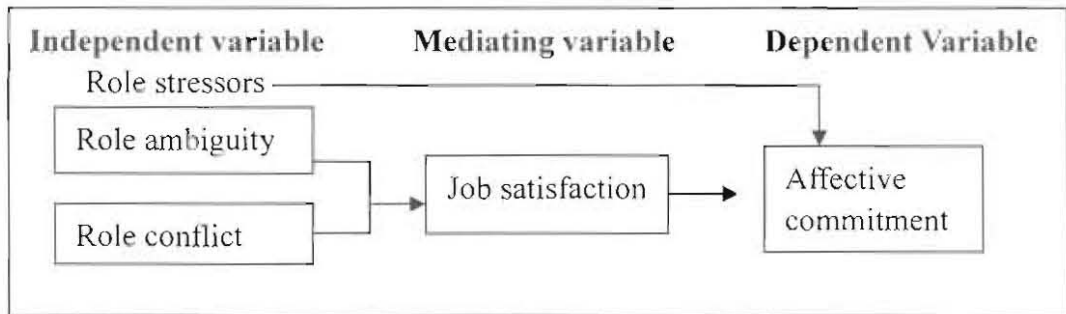 Independent variable Mediating variable Dependent Variable
Role stressors
Role ambiguity
Role conflict
Job satisfaction
Affective
commitment